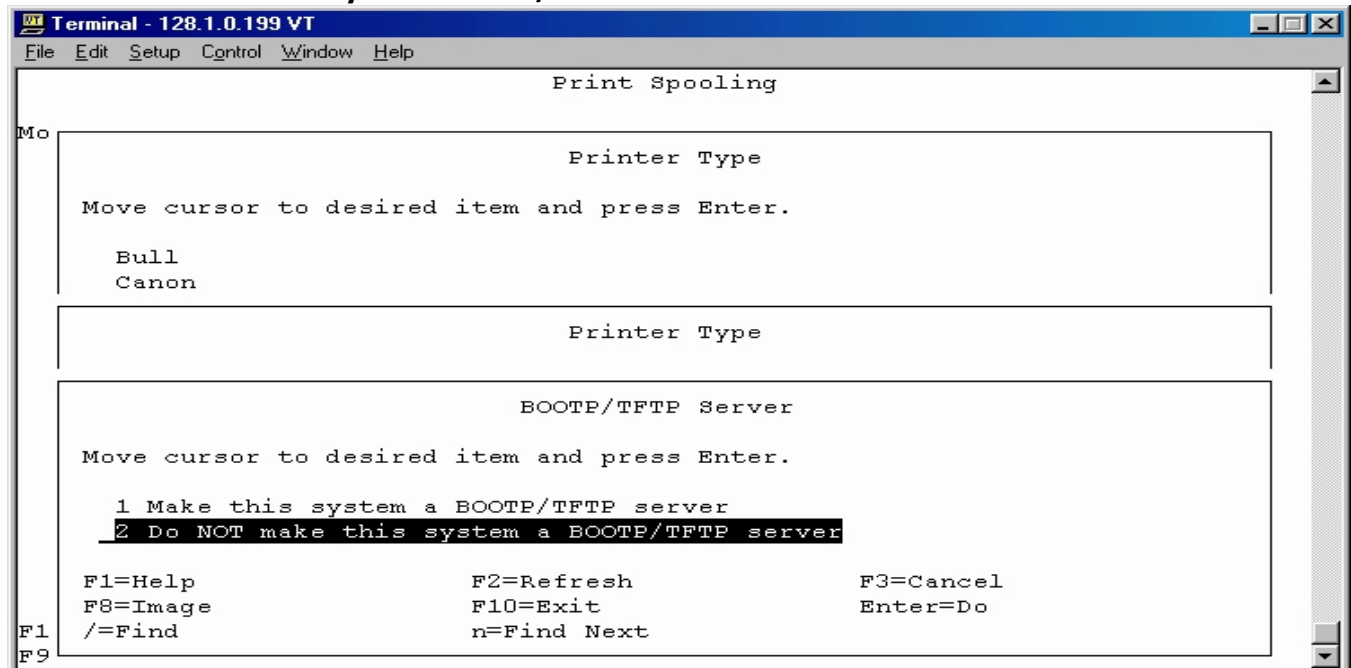 Terminal - 128.1.0.199 VT
File Edit Setup Control Window Help
Print Spooling
Mo
Printer Type
Move cursor to desired item and press Enter.
Bull
Canon
Printer Type
BOOTP/TFTP Server
Move cursor to desired item and press Enter.
1 Make this system a BOOTP/TFTP server
2 Do NOT make this system a BOOTP/TFTP server
F1=Help F2=Refresh F3=Cancel
F8=Image F10=Exit Enter=Do
F1 /=Find n=Find Next
F9